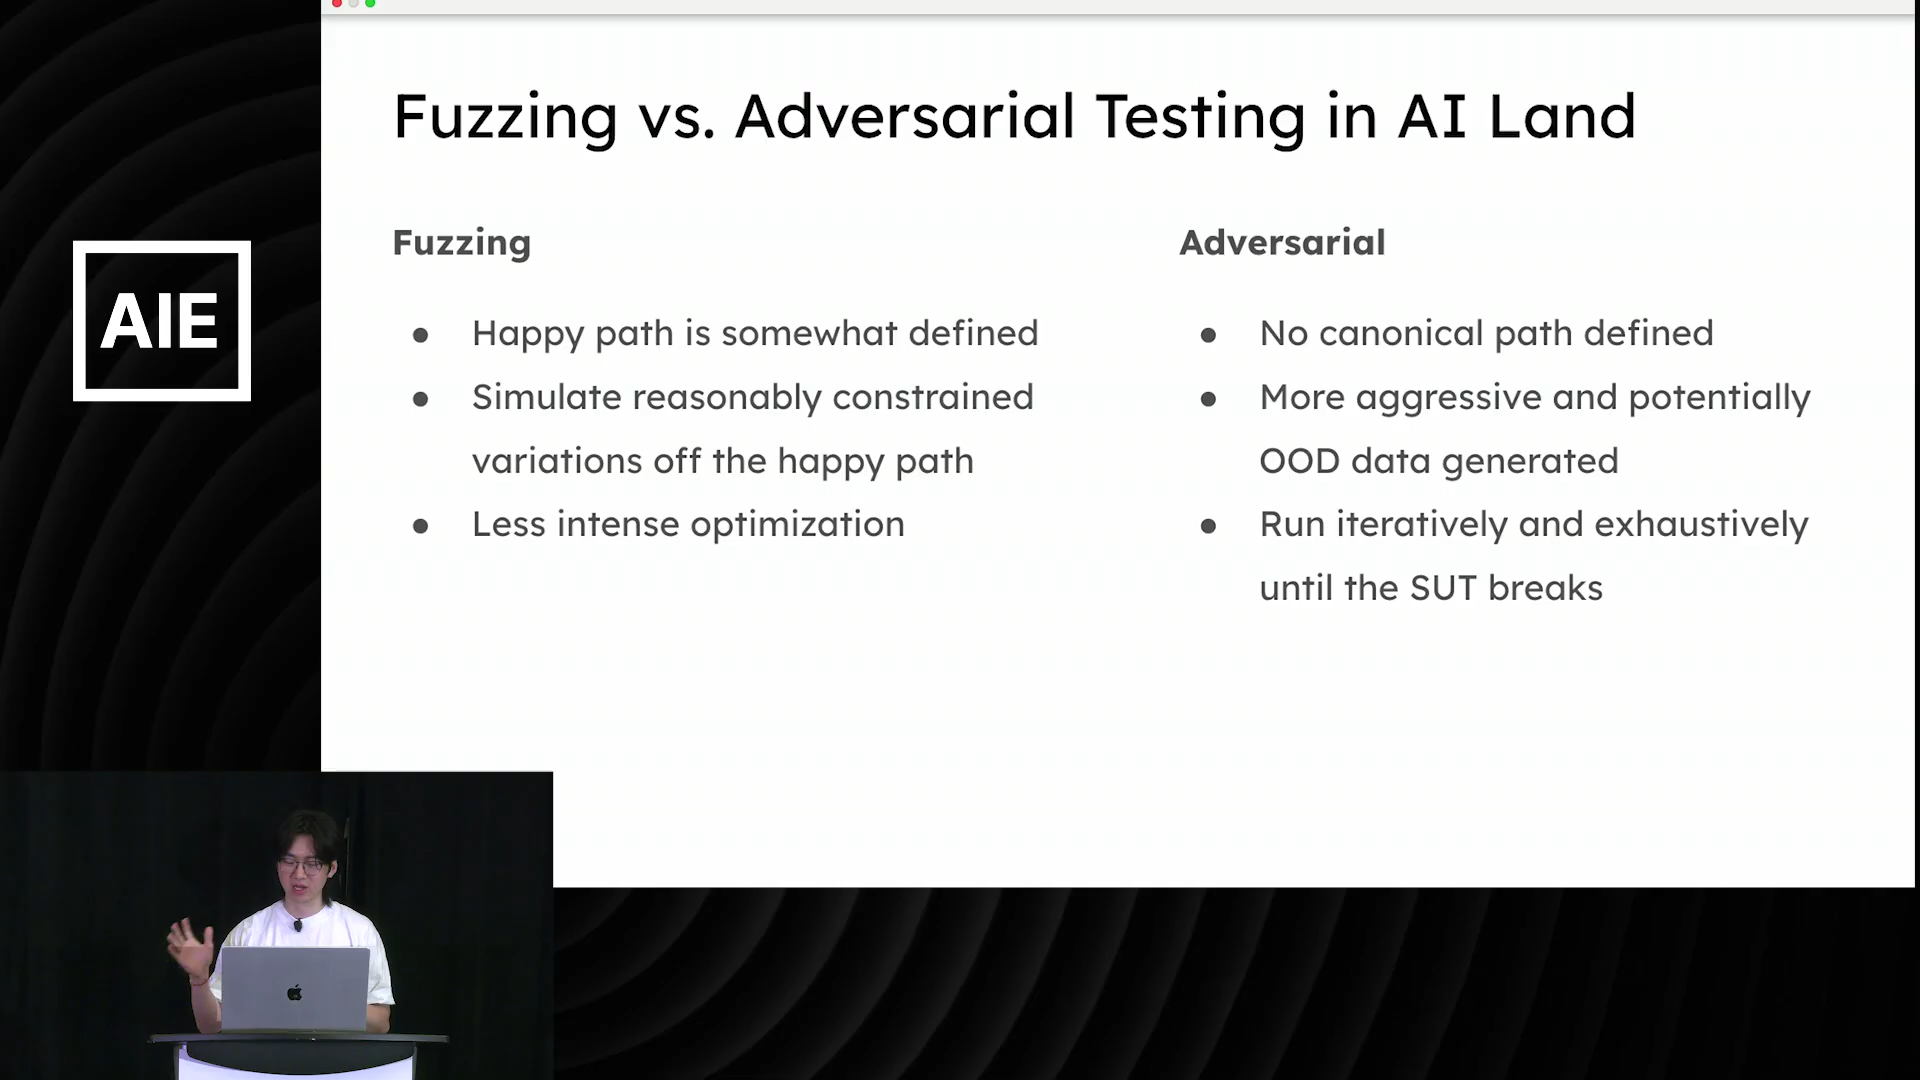 Fuzzing vs. Adversarial Testing in AI Land
AIE
Fuzzing
Happy path is somewhat defined
Simulate reasonably constrained
variations off the happy path
Less intense optimization
Adversarial
No canonical path defined
More aggressive and potentially
OOD data generated
Run iteratively and exhaustively
until the SUT breaks